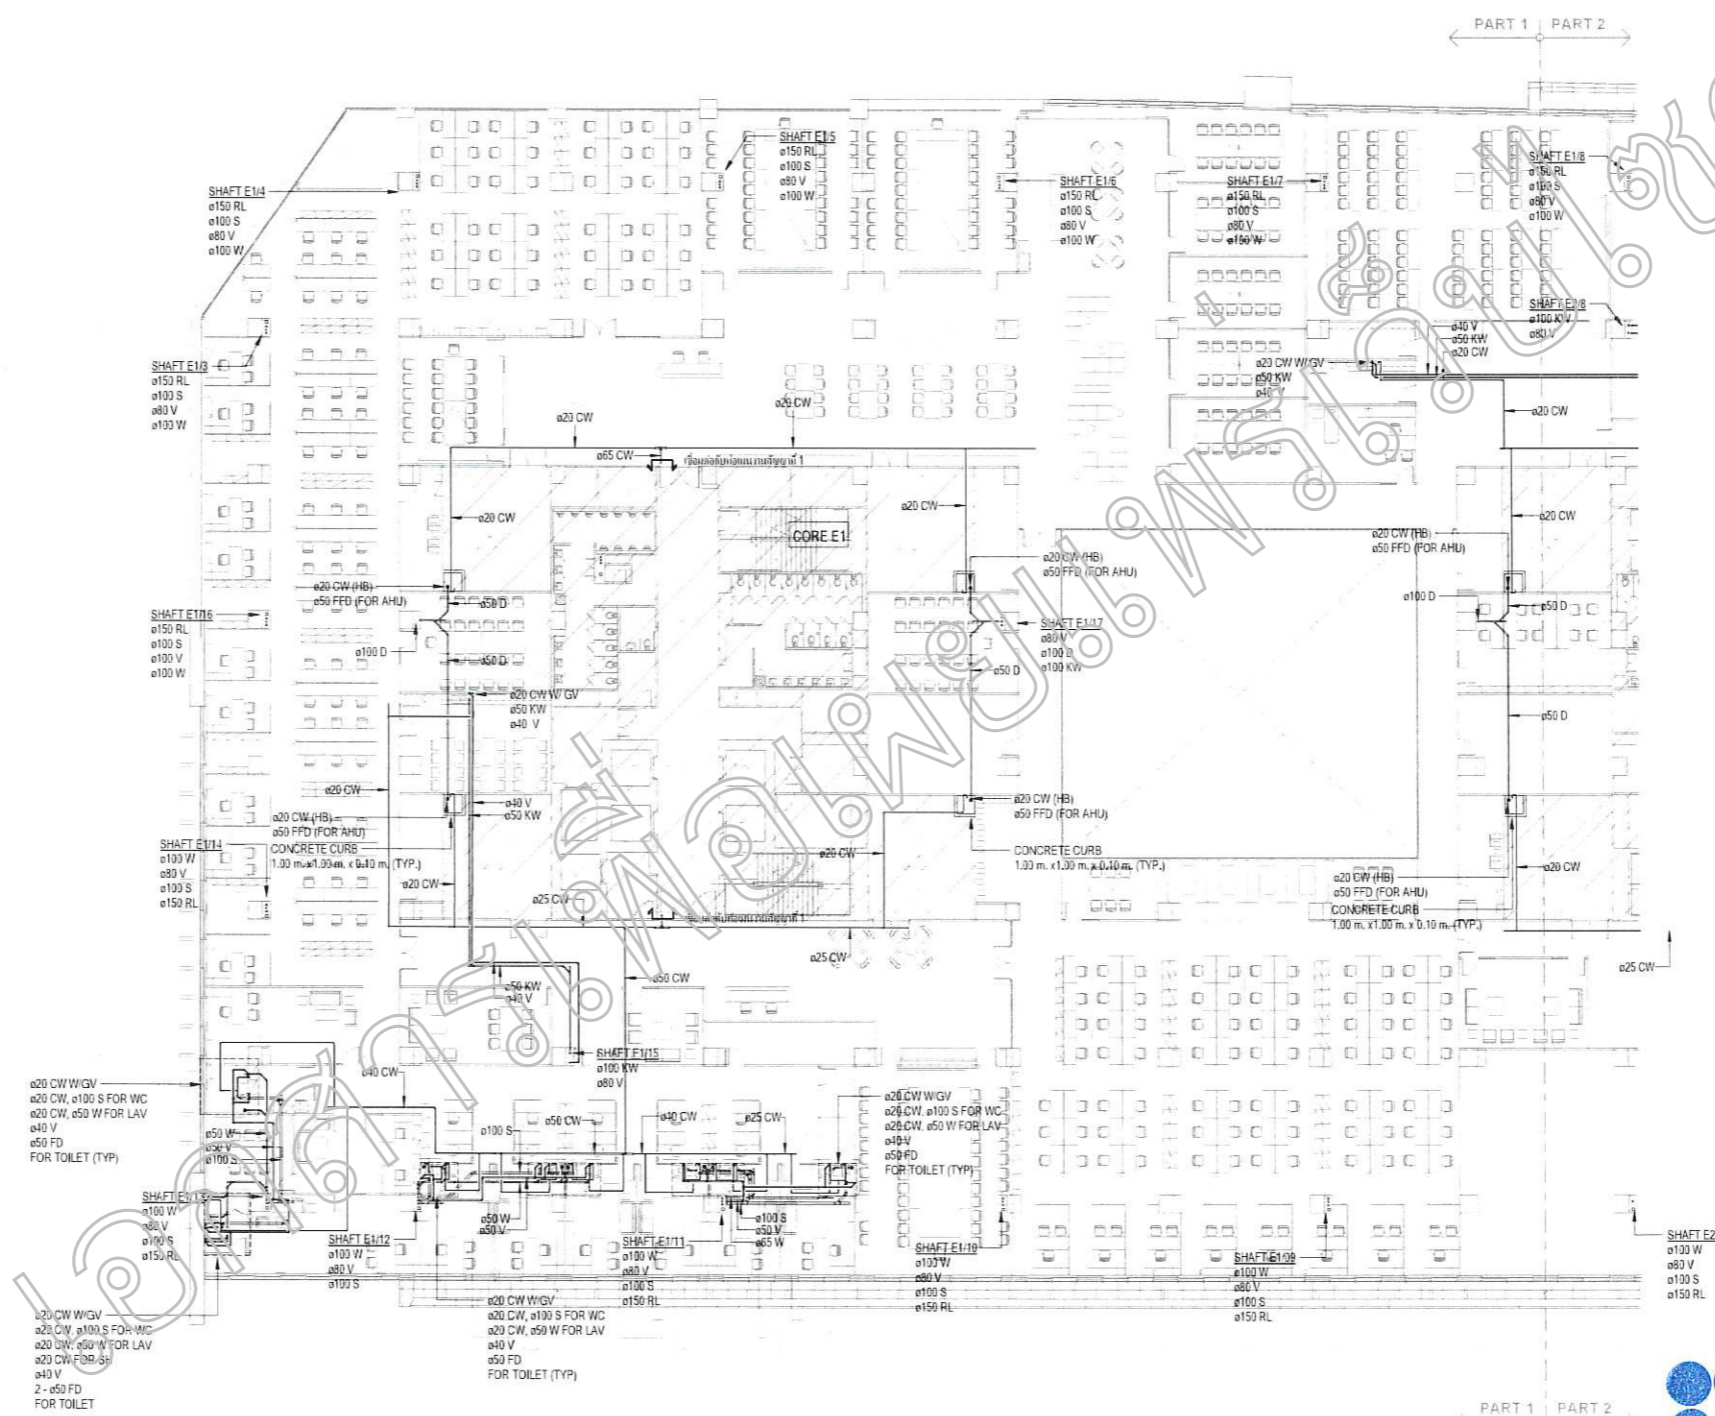 PART 1 PART 2
SHAFT E1/4
ø150 RL
ø100 S
ø80 V
ø100 W
SHAFT E1/5
ø150 RL
ø100 S
ø80 V
ø100 W
SHAFT E1/6
ø150 RL
ø100 S
ø80 V
ø100 W
SHAFT E1/7
ø150 RL
ø100 S
ø80 V
ø100 W
SHAFT E1/8
ø150 RL
ø100 S
ø80 V
ø100 W
ø100 KW
ø80 V
SHAFT E1/3
ø150 RL
ø100 S
ø80 V
ø100 W
ø40 V
ø50 KW
ø20 CW
ø20 CW W/GV
ø50 KW
ø40 V
ø20 CW
ø20 CW
ø20 CW
ø65 CW
ø20 CW
ø20 CW
ø20 CW
CORE E1
ø20 CW (HB)
ø50 FFD (FOR AHU)
ø20 CW (HB)
ø50 FFD (FOR AHU)
ø20 CW (HB)
ø50 FFD (FOR AHU)
SHAFT E1/16
ø150 RL
ø100 S
ø100 V
ø100 W
ø50 D
ø100 D
ø50 D
SHAFT E1/17
ø80 V
ø100 D
ø100 KW
ø50 D
ø100 D
ø50 D
ø50 D
ø20 CW W/ GV
ø50 KW
ø40 V
ø20 CW
ø40 V
ø50 KW
ø20 CW (HB)
ø50 FFD (FOR AHU)
CONCRETE CURB
1.00 m. x1.00 m. x 0.10 m. (TYP.)
ø20 CW (HB)
ø50 FFD (FOR AHU)
CONCRETE CURB
1.00 m. x1.00 m. x 0.10 m. (TYP.)
ø20 CW (HB)
ø50 FFD (FOR AHU)
CONCRETE CURB
1.00 m. x1.00 m. x 0.10 m. (TYP.)
SHAFT E1/14
ø100 W
ø80 V
ø100 S
ø150 RL
ø20 CW
ø20 CW
ø20 CW
ø25 CW
ø25 CW
ø25 CW
ø50 KW
ø40 V
ø50 CW
SHAFT E1/15
ø100 KW
ø80 V
ø40 CW
ø20 CW W/GV
ø20 CW, ø100 S FOR WC
ø20 CW, ø50 W FOR LAV
ø40 V
ø50 FD
FOR TOILET (TYP)
ø50 W
ø50 V
ø100 S
ø100 S
ø50 CW
ø40 CW
ø25 CW
ø20 CW W/GV
ø20 CW, ø100 S FOR WC
ø20 CW, ø50 W FOR LAV
ø40 V
ø50 FD
FOR TOILET (TYP)
SHAFT E1/13
ø100 W
ø80 V
ø100 S
ø150 RL
ø50 W
ø50 V
ø100 S
ø50 V
ø65 W
SHAFT E1/12
ø100 W
ø80 V
ø100 S
SHAFT E1/11
ø100 W
ø80 V
ø100 S
ø150 RL
SHAFT E1/10
ø100 W
ø80 V
ø100 S
ø150 RL
SHAFT E1/09
ø100 W
ø80 V
ø100 S
ø150 RL
SHAFT E2
ø100 W
ø80 V
ø100 S
ø150 RL
ø20 CW W/GV
ø20 CW, ø100 S FOR WC
ø20 CW, ø50 W FOR LAV
ø20 CW FOR SH
ø40 V
2 - ø50 FD
FOR TOILET
ø20 CW W/GV
ø20 CW, ø100 S FOR WC
ø20 CW, ø50 W FOR LAV
ø40 V
ø50 FD
FOR TOILET (TYP)
PART 1 PART 2